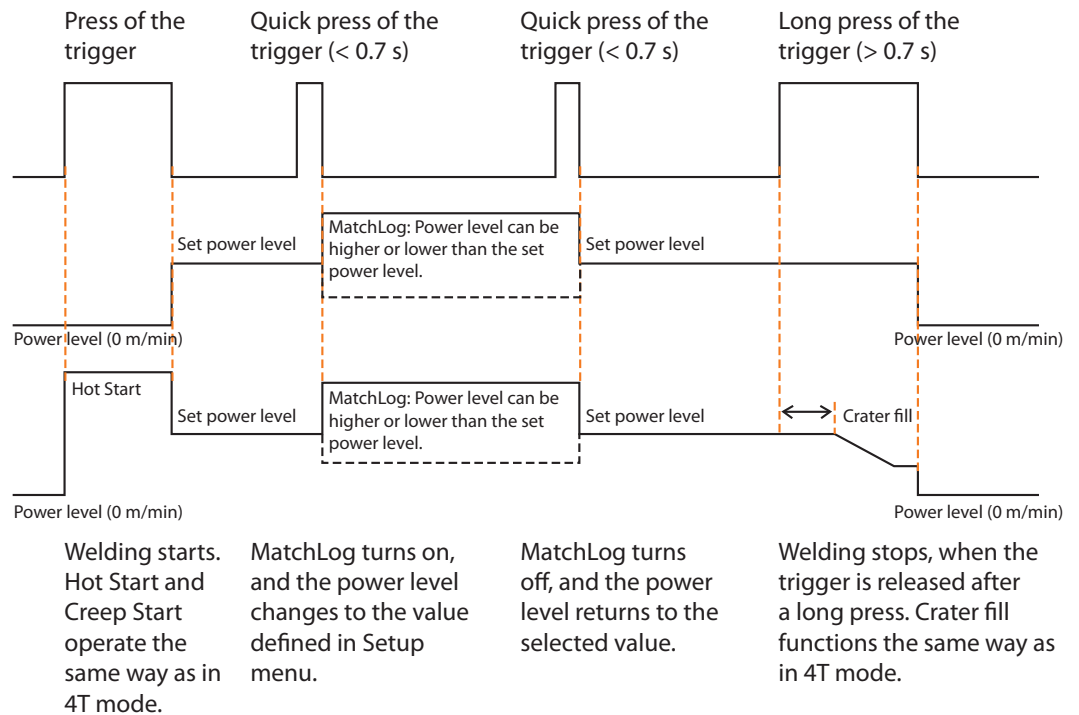 Press of the
trigger
Quick press of the
trigger (< 0.7 s)
Quick press of the
trigger (< 0.7 s)
Long press of the
trigger (> 0.7 s)
Set power level
MatchLog: Power level can be
higher or lower than the set
power level.
Set power level
Power level (0 m/min)
Power level (0 m/min)
Hot Start
Set power level
MatchLog: Power level can be
higher or lower than the set
power level.
Set power level
Crater fill
Power level (0 m/min)
Power level (0 m/min)
Welding starts.
Hot Start and
Creep Start
operate the
same way as in
4T mode.
MatchLog turns on,
and the power level
changes to the value
defined in Setup
menu.
MatchLog turns
off, and the power
level returns to the
selected value.
Welding stops, when the
trigger is released after
a long press. Crater fill
functions the same way as
in 4T mode.